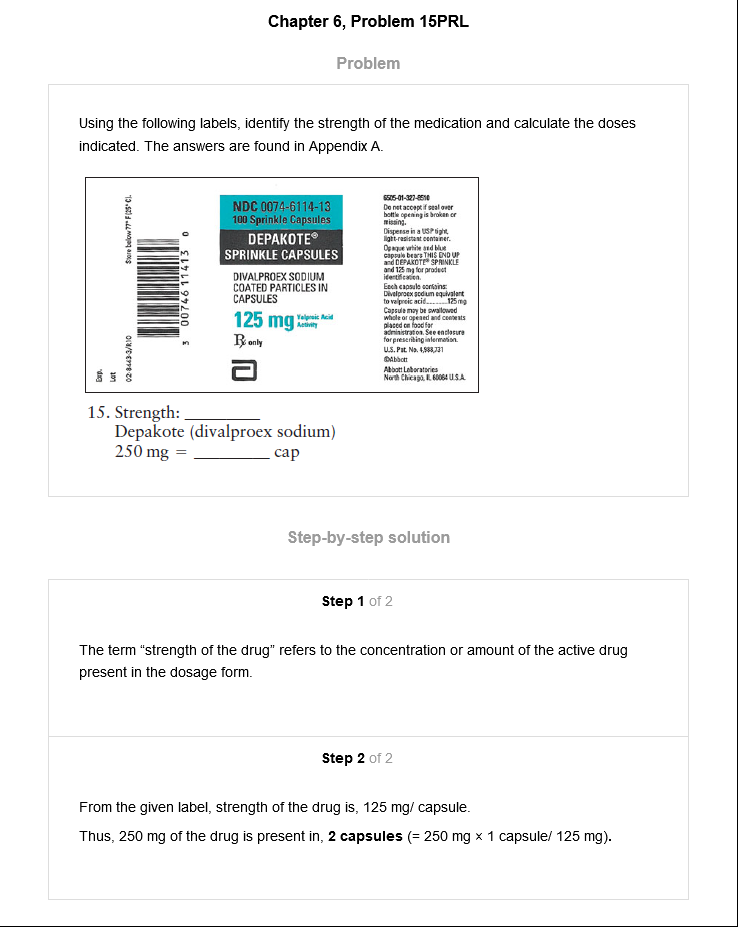 Chapter 6, Problem 15PRL
Problem
Using the following labels, identify the strength of the medication and calculate the doses
indicated. The answers are found in Appendix A.
Exp.
Lot
02-8443-3/R10
Store below 77° F (25° C).
3 00746 11413 0
NDC 0074-6114-13
100 Sprinkle Capsules
DEPAKOTE®
SPRINKLE CAPSULES
DIVALPROEX SODIUM
COATED PARTICLES IN
CAPSULES
125 mg Valproic Acid
Activity
℞ only
6505-01-327-8510
Do not accept if seal over
bottle opening is broken or
missing.
Dispense in a USP tight,
light-resistant container.
Opaque white and blue
capsule bears THIS END UP
and DEPAKOTE® SPRINKLE
and 125 mg for product
identification.
Each capsule contains:
Divalproex sodium equivalent
to valproic acid..........125 mg
Capsule may be swallowed
whole or opened and contents
placed on food for
administration. See enclosure
for prescribing information.
U.S. Pat. No. 4,988,731
©Abbott
Abbott Laboratories
North Chicago, IL 60064 U.S.A.
15. Strength: ________
Depakote (divalproex sodium)
250 mg = ________ cap
Step-by-step solution
Step 1 of 2
The term “strength of the drug” refers to the concentration or amount of the active drug
present in the dosage form.
Step 2 of 2
From the given label, strength of the drug is, 125 mg/ capsule.
Thus, 250 mg of the drug is present in, 2 capsules (= 250 mg × 1 capsule/ 125 mg).